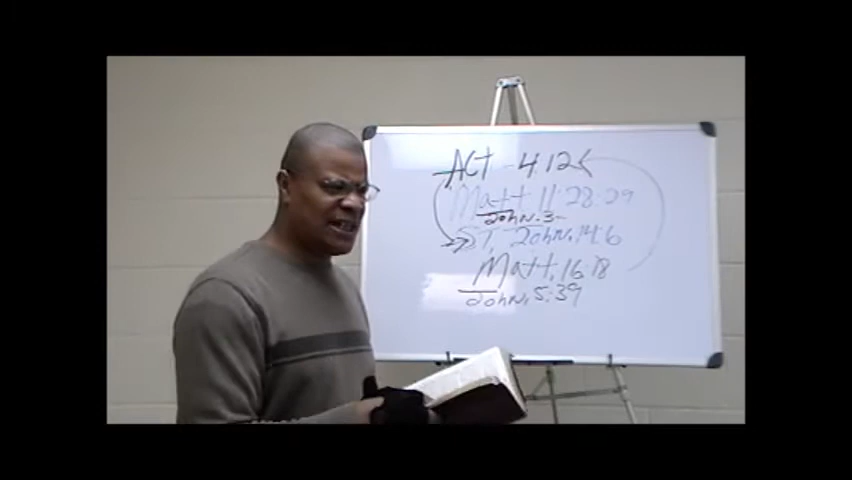 ACT - 4:12
Matt 11:28:29
John. 3-
ST. John. 14:6
Matt. 16:18
John. 5:39